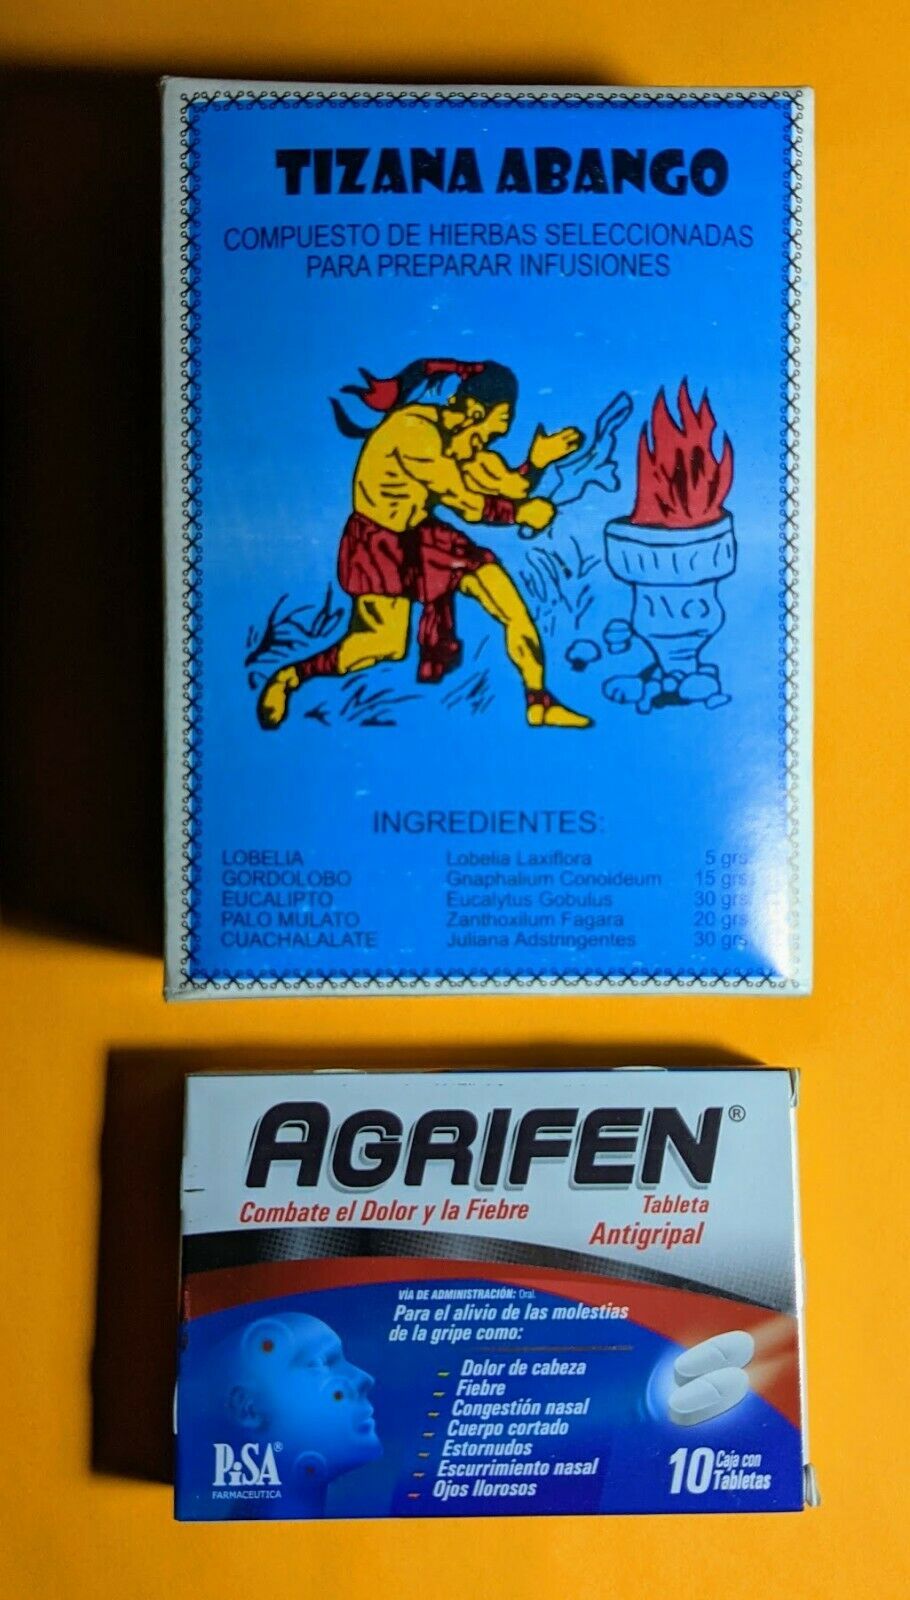 TIZANA ABANGO
COMPUESTO DE HIERBAS SELECCIONADAS
PARA PREPARAR INFUSIONES
INGREDIENTES:
LOBELIA Lobelia Laxiflora 5 grs.
GORDOLOBO Gnaphalium Conoideum 15 grs.
EUCALIPTO Eucalytus Gobulus 30 grs.
PALO MULATO Zanthoxilum Fagara 20 grs.
CUACHALALATE Juliana Adstringentes 30 grs.
AGRIFEN®
Combate el Dolor y la Fiebre
Tableta
Antigripal
VÍA DE ADMINISTRACIÓN: Oral.
Para el alivio de las molestias
de la gripe como:
Dolor de cabeza
Fiebre
Congestión nasal
Cuerpo cortado
Estornudos
Escurrimiento nasal
Ojos llorosos
PiSA®
FARMACEUTICA
10 Caja con
Tabletas